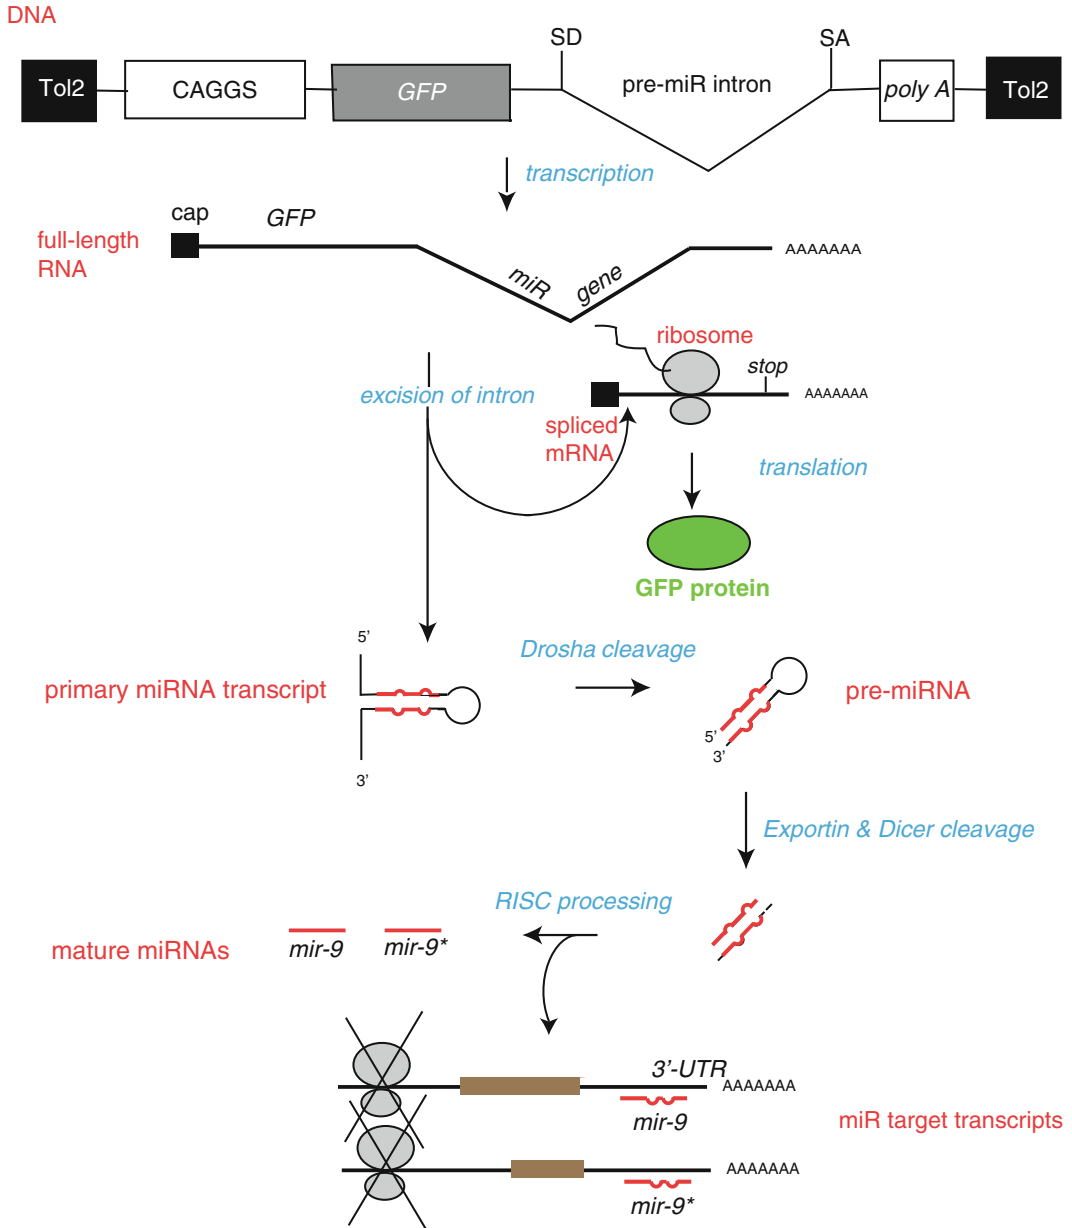 DNA
SD
SA
Tol2
CAGGS
GFP
pre-miR intron
poly A
Tol2
transcription
cap
GFP
full-length
RNA
miR
gene
AAAAAAA
ribosome
stop
excision of intron
AAAAAAA
spliced
mRNA
translation
GFP protein
5’
Drosha cleavage
primary miRNA transcript
pre-miRNA
5’
3’
3’
Exportin & Dicer cleavage
RISC processing
mature miRNAs
mir-9
mir-9*
3’-UTR
AAAAAAA
mir-9
miR target transcripts
AAAAAAA
mir-9*